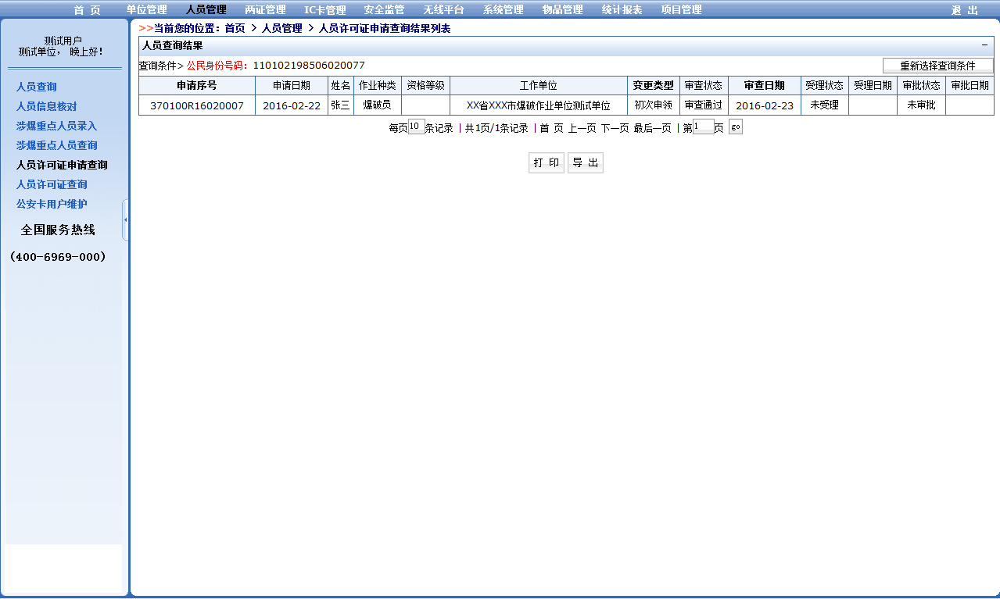 首 页 单位管理 人员管理 两证管理 IC卡管理 安全监管 无线平台 系统管理 物品管理 统计报表 项目管理 退 出
测试用户
测试单位, 晚上好!
人员查询
人员信息核对
涉爆重点人员录入
涉爆重点人员查询
人员许可证申请查询
人员许可证查询
公安卡用户维护
全国服务热线
(400-6969-000)
>>当前您的位置:首页 > 人员管理 > 人员许可证申请查询结果列表
人员查询结果
查询条件> 公民身份号码:110102198506020077 重新选择查询条件
申请序号 申请日期 姓名 作业种类 资格等级 工作单位 变更类型 审查状态 审查日期 受理状态 受理日期 审批状态 审批日期
370100R16020007 2016-02-22 张三 爆破员 XX省XXX市爆破作业单位测试单位 初次申领 审查通过 2016-02-23 未受理 未审批
每页10条记录 | 共1页/1条记录 | 首 页 上一页 下一页 最后一页 | 第1页 go
打 印 导 出